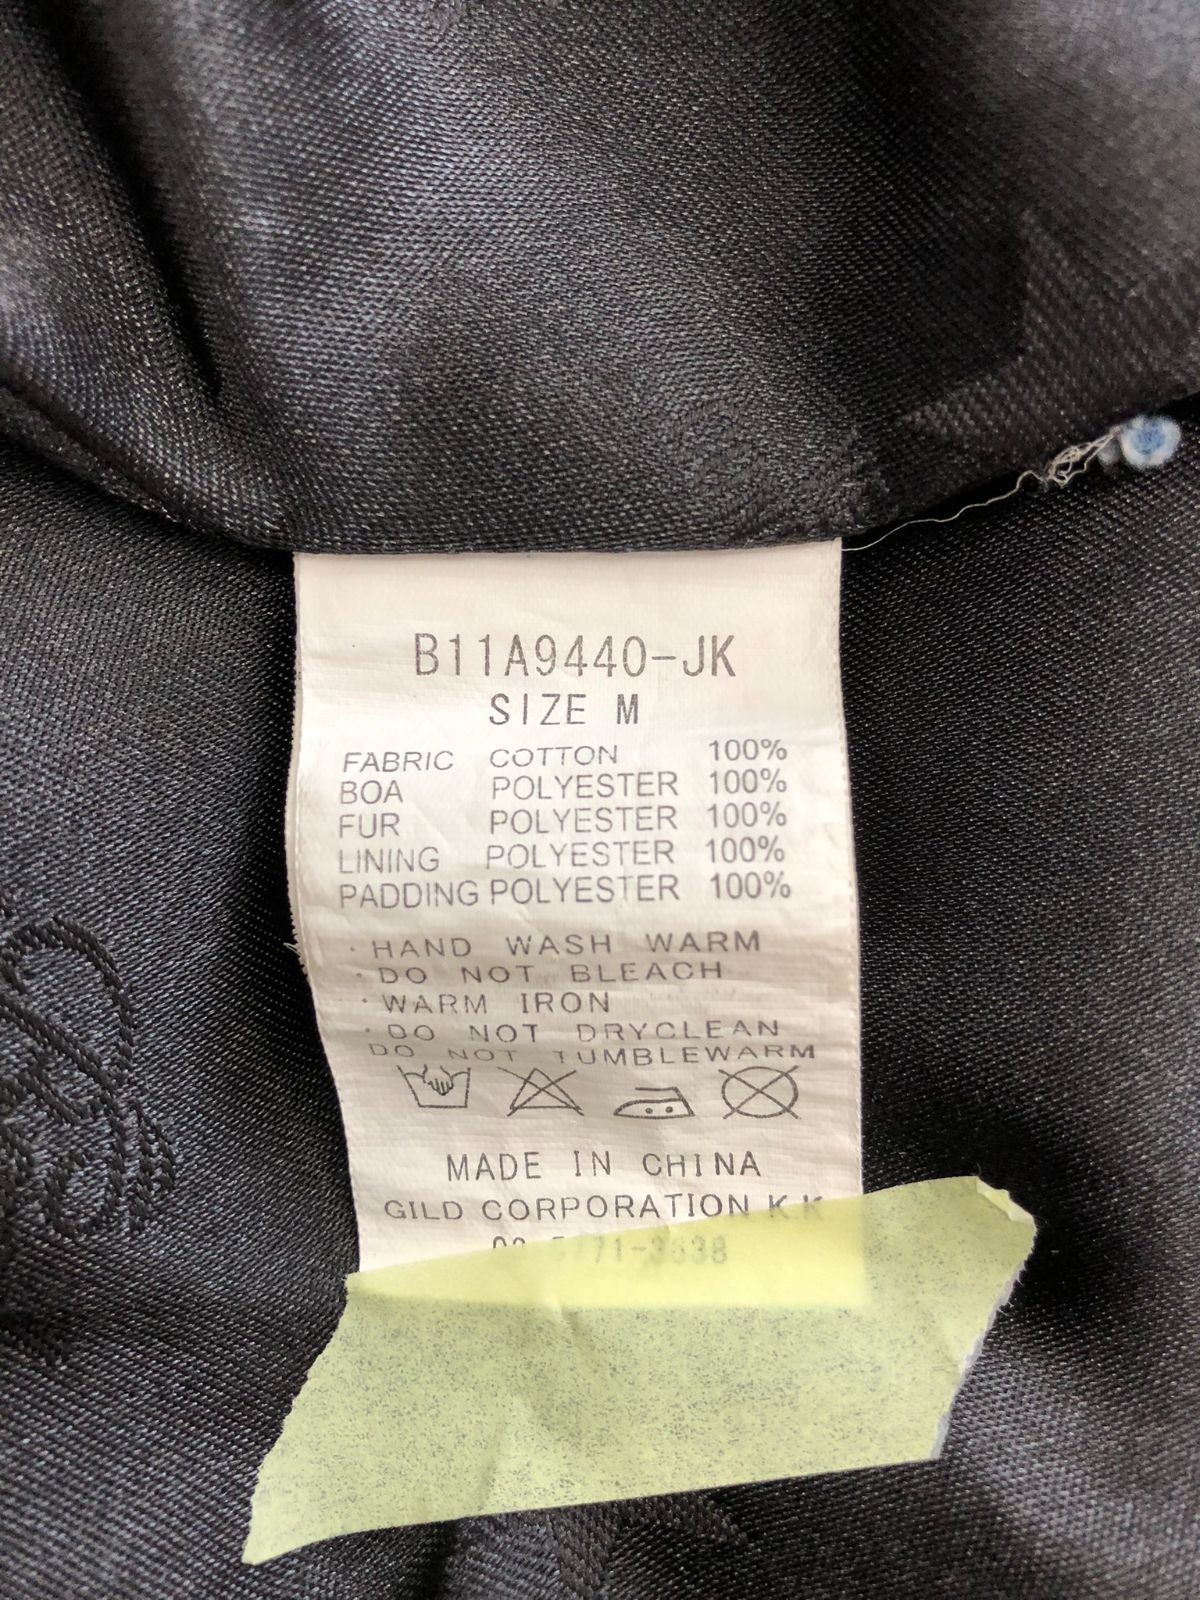 B11A9440-JK
SIZE M
FABRIC COTTON 100%
BOA POLYESTER 100%
FUR POLYESTER 100%
LINING POLYESTER 100%
PADDING POLYESTER 100%
· HAND WASH WARM
· DO NOT BLEACH
· WARM IRON
· DO NOT DRYCLEAN
DO NOT TUMBLEWARM
MADE IN CHINA
GILD CORPORATION K.K